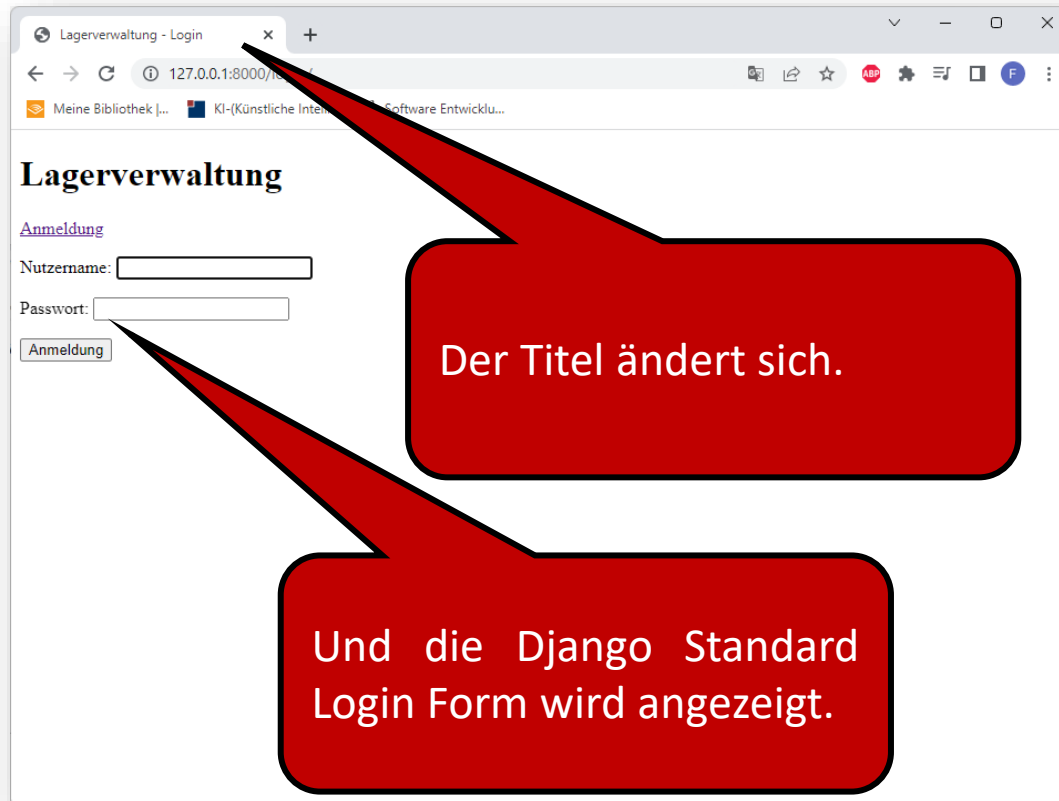 Lagerverwaltung - Login
127.0.0.1:8000/
ABP
F
Meine Bibliothek |... KI-(Künstliche Software Entwicklu...
Lagerverwaltung
Anmeldung
Nutzername:
Passwort:
Anmeldung
Der Titel ändert sich.
Und die Django Standard
Login Form wird angezeigt.